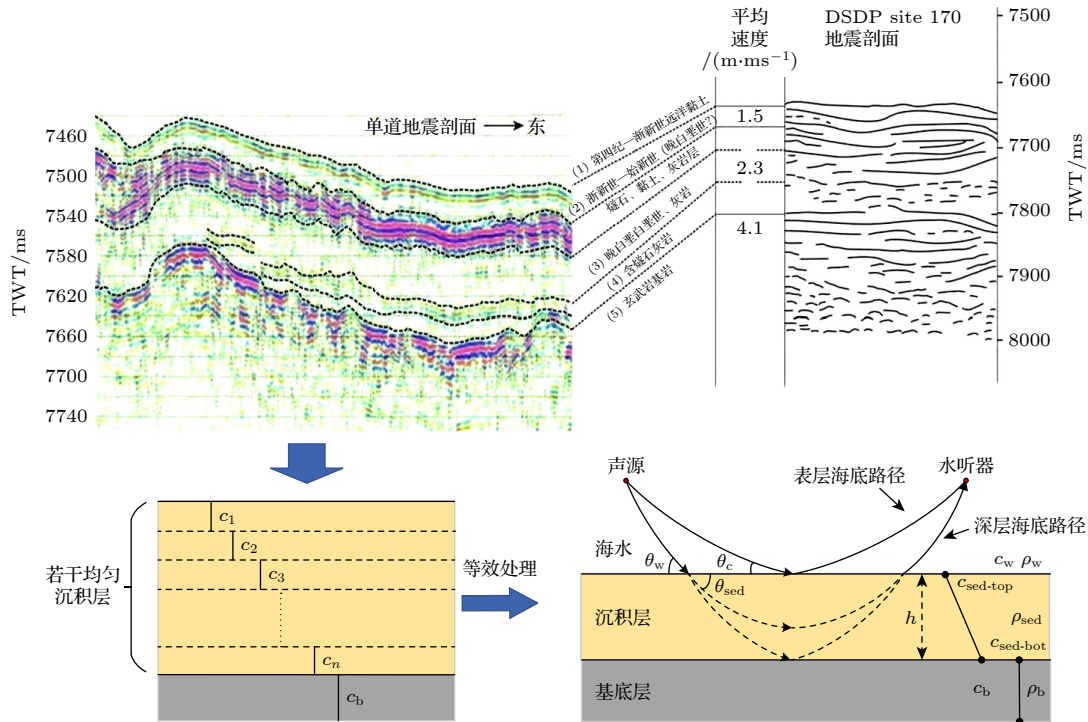 单道地震剖面 东
TWT/ms
7460
7500
7540
7580
7620
7660
7700
7740
(1) 第四纪—渐新世远洋黏土
(2) 渐新世—始新世 (晚白垩世?)
燧石、黏土、灰岩层
(3) 晚白垩白垩世、灰岩
(4) 含燧石灰岩
(5) 玄武岩基岩
平均
速度
/(m·ms⁻¹)
1.5
2.3
4.1
DSDP site 170
地震剖面
7500
7600
7700
7800
7900
8000
TWT/ms
若干均匀
沉积层
c₁
c₂
c₃
cₙ
c_b
等效处理
声源
水听器
表层海底路径
深层海底路径
海水
θ_w
θ_c
θ_sed
c_w ρ_w
c_sed-top
沉积层
h
ρ_sed
c_sed-bot
基底层
c_b
ρ_b